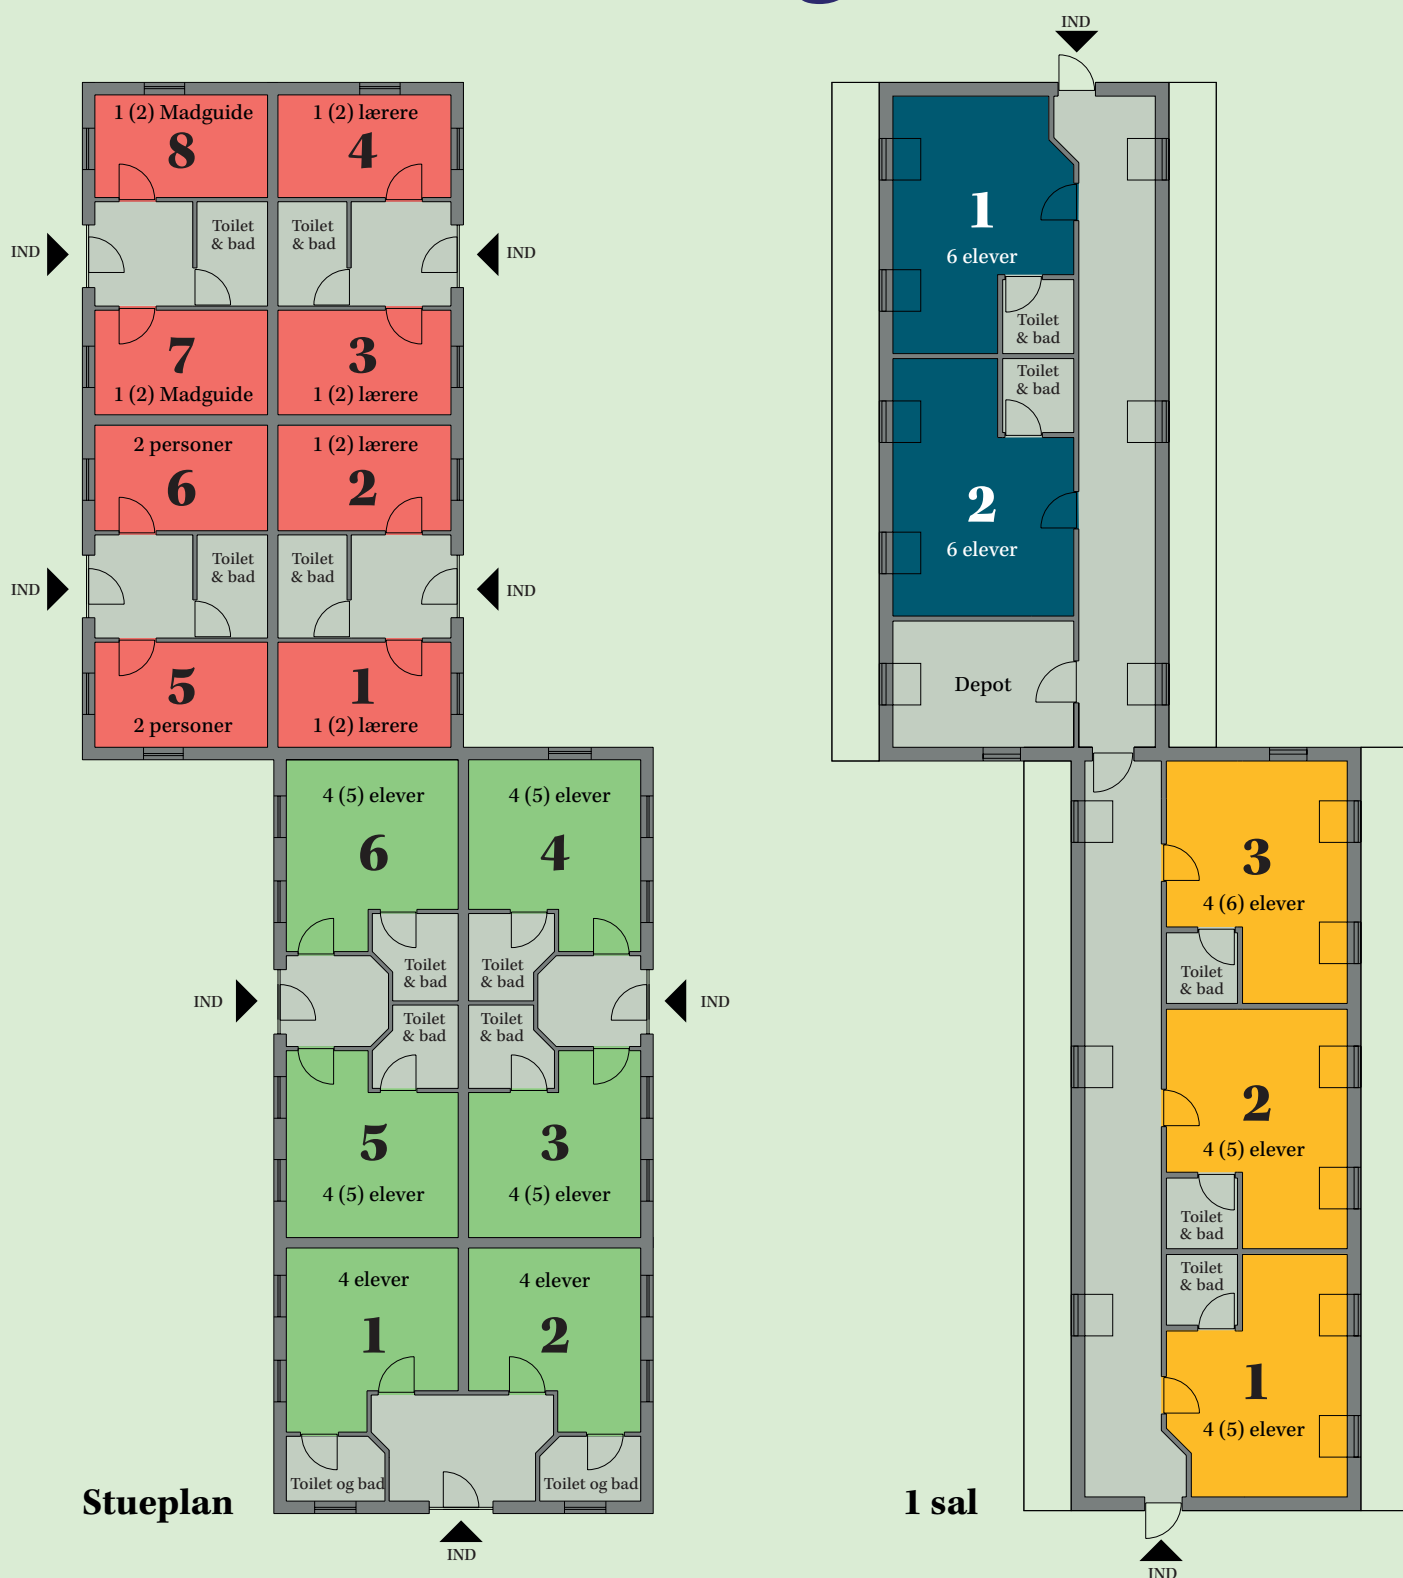 1 (2) Madguide
8
1 (2) lærere
4
Toilet
& bad
Toilet
& bad
IND
IND
7
1 (2) Madguide
3
1 (2) lærere
2 personer
6
1 (2) lærere
2
Toilet
& bad
Toilet
& bad
IND
IND
5
2 personer
1
1 (2) lærere
4 (5) elever
6
4 (5) elever
4
Toilet
& bad
Toilet
& bad
IND
IND
Toilet
& bad
Toilet
& bad
5
4 (5) elever
3
4 (5) elever
4 elever
1
4 elever
2
Toilet og bad
Toilet og bad
Stueplan
IND
IND
1
6 elever
Toilet
& bad
Toilet
& bad
2
6 elever
Depot
3
4 (6) elever
Toilet
& bad
2
4 (5) elever
Toilet
& bad
Toilet
& bad
1
4 (5) elever
1 sal
IND